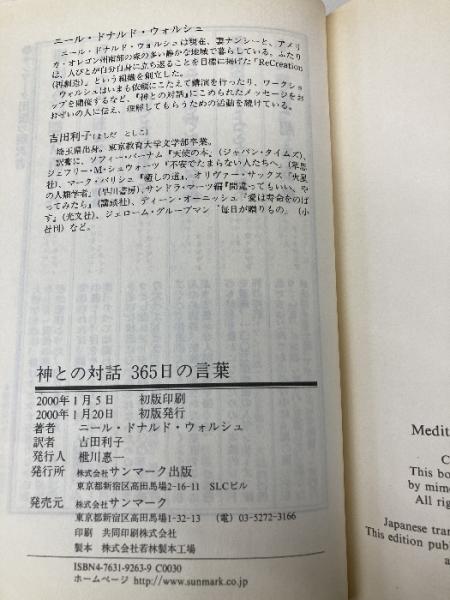 ニール・ドナルド・ウォルシュ
ニール・ドナルド・ウォルシュは現在、妻ナンシーと、アメリ
カ・オレゴン州南部の森の多い静かな地域で暮らしている。ふたり
は、人びとが自分自身に立ち返ることを目標に掲げた「ReCreation
(再創造)」という組織を創立した。
ウォルシュはいまも依頼にこたえて講演を行ったり、ワークショ
ップを開催するなど、『神との対話』にこめられたメッセージをお
おぜいの人に伝え、理解してもらうための活動を続けている。
吉田利子(よしだ としこ)
埼玉県出身。東京教育大学文学部卒業。
訳書に、ソフィー・バーナム『天使の本』(ジャパン・タイムズ)、
ジェフリー・M・シュウォーツ『不安でたまらない人たちへ』(草思
社)、マーク・バリシュ『癒しの道』、オリヴァー・サックス『火星
の人類学者』(早川書房)、サンドラ・マーツ編『間違ってもいい、や
ってみたら』(講談社)、ディーン・オーニッシュ『愛は寿命をのば
す』(光文社)、ジェローム・グループマン『毎日が贈りもの』(小
社刊)など。
神との対話 365日の言葉
2000年1月5日 初版印刷
2000年1月20日 初版発行
著者 ニール・ドナルド・ウォルシュ
訳者 吉田利子
発行人 枻川惠一
発行所 株式会社サンマーク出版
東京都新宿区高田馬場2-16-11 SLCビル
発売元 株式会社サンマーク
東京都新宿区高田馬場1-32-13 (電)03-5272-3166
印刷 共同印刷株式会社
製本 株式会社若林製本工場
ISBN4-7631-9263-9 C0030
ホームページ http://www.sunmark.co.jp
Medit
C
This bo
by mim
All rig
Japanese tran
This edition publ
a